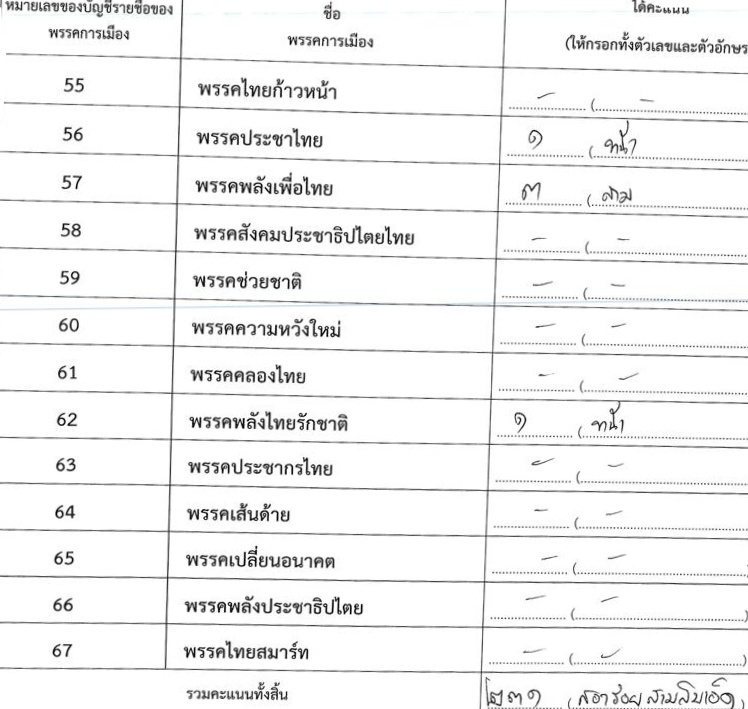 หมายเลขของบัญชีรายชื่อของ ชื่อ ได้คะแนน
พรรคการเมือง พรรคการเมือง (ให้กรอกทั้งตัวเลขและตัวอักษร
55 พรรคไทยก้าวหน้า - ( -
56 พรรคประชาไทย ๑ (
57 พรรคพลังเพื่อไทย ๓ ( สาม
58 พรรคสังคมประชาธิปไตยไทย - ( -
59 พรรคช่วยชาติ - ( -
60 พรรคความหวังใหม่ - ( -
61 พรรคคลองไทย - ( -
62 พรรคพลังไทยรักชาติ ๑ (
63 พรรคประชากรไทย - ( -
64 พรรคเส้นด้าย - ( -
65 พรรคเปลี่ยนอนาคต - ( -
66 พรรคพลังประชาธิปไตย - ( - )
67 พรรคไทยสมาร์ท - ( - )
รวมคะแนนทั้งสิ้น ๒๓๑ (สองร้อยสามสิบเอ็ด)